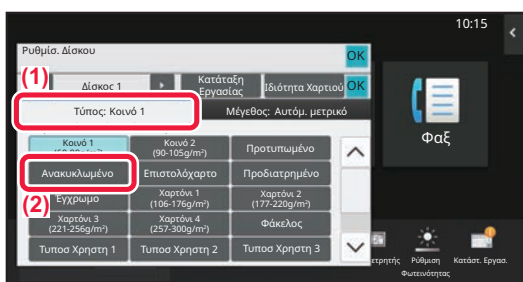 10:15
Ρυθμίσ. Δίσκου
OK
(1)
Δίσκος 1
Κατάταξη Εργασίας
Ιδιότητα Χαρτιού
OK
Τύπος: Κοινό 1
Μέγεθος: Αυτόμ. μετρικό
Κοινό 1
Κοινό 2
(90-105g/m²)
Προτυπωμένο
Ανακυκλωμένο
Επιστολόχαρτο
Προδιατρημένο
(2)
Έγχρωμο
Χαρτόνι 1
(106-176g/m²)
Χαρτόνι 2
(177-220g/m²)
Χαρτόνι 3
(221-256g/m²)
Χαρτόνι 4
(257-300g/m²)
Φάκελος
Τυποσ Χρηστη 1
Τυποσ Χρηστη 2
Τυποσ Χρηστη 3
Φαξ
Ρύθμιση
Φωτεινότητας
Κατάστ. Εργασ.